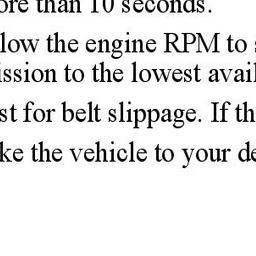 ore than 10 seconds.
low the engine RPM to
ssion to the lowest avail
st for belt slippage. If th
ke the vehicle to your de